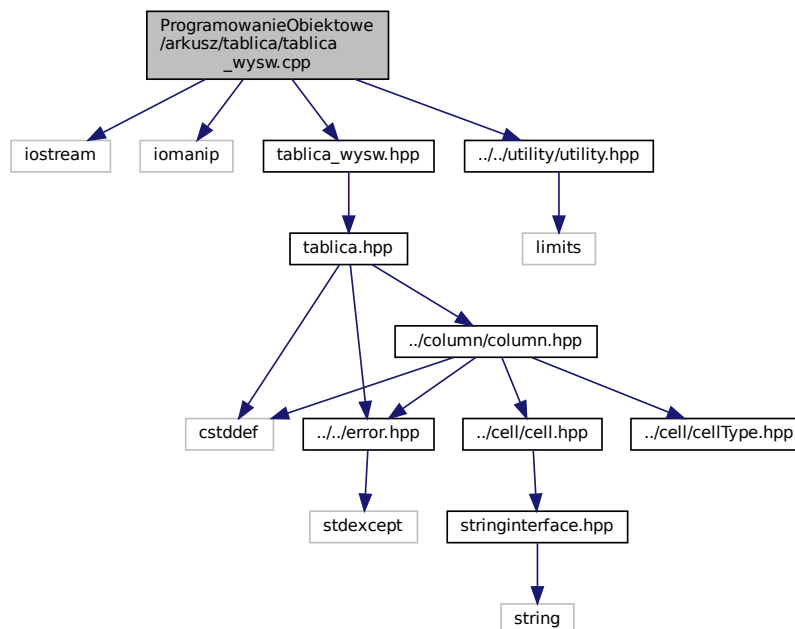 ProgramowanieObiektowe
/arkusz/tablica/tablica
_wysw.cpp
iostream
iomanip
tablica_wysw.hpp
../../utility/utility.hpp
tablica.hpp
limits
../column/column.hpp
cstddef
../../error.hpp
../cell/cell.hpp
../cell/cellType.hpp
stdexcept
stringinterface.hpp
string